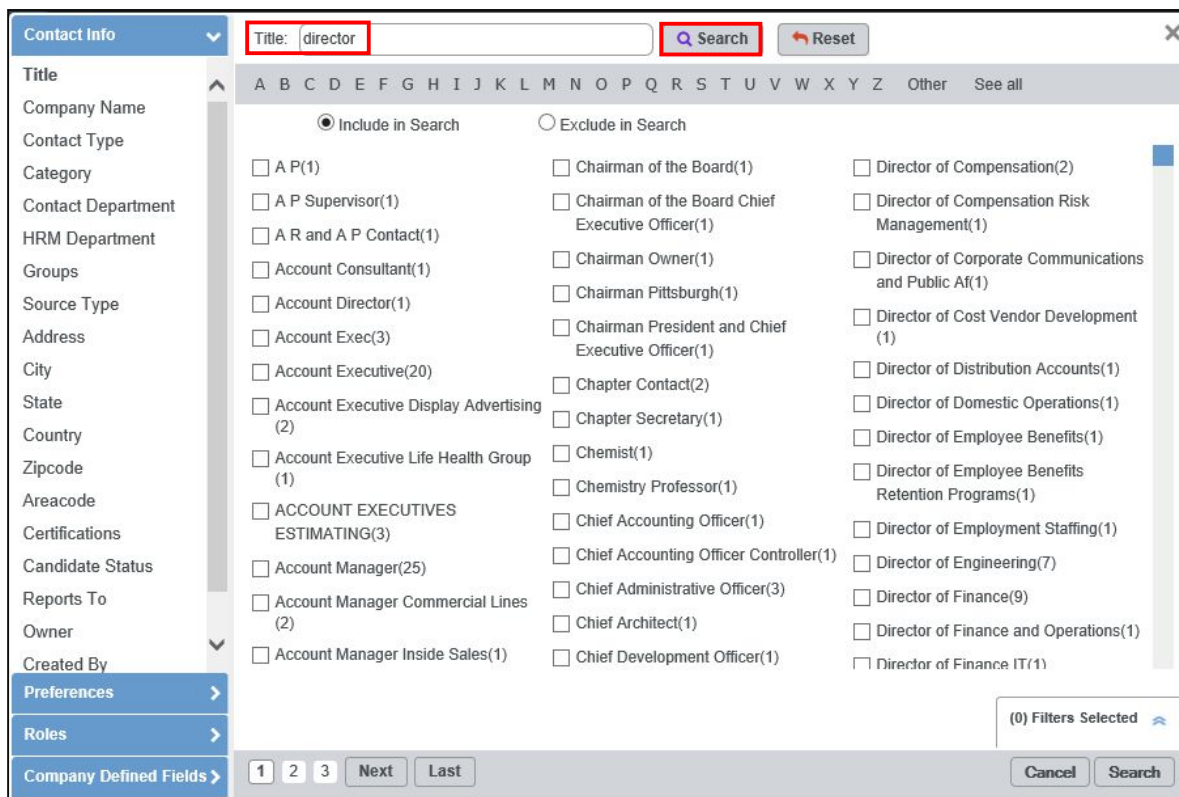 Contact Info
Title
Company Name
Contact Type
Category
Contact Department
HRM Department
Groups
Source Type
Address
City
State
Country
Zipcode
Areacode
Certifications
Candidate Status
Reports To
Owner
Created By
Preferences
Roles
Company Defined Fields
Title: director Search Reset
A B C D E F G H I J K L M N O P Q R S T U V W X Y Z Other See all
Include in Search Exclude in Search
A P(1)
A P Supervisor(1)
A R and A P Contact(1)
Account Consultant(1)
Account Director(1)
Account Exec(3)
Account Executive(20)
Account Executive Display Advertising
(2)
Account Executive Life Health Group
(1)
ACCOUNT EXECUTIVES
ESTIMATING(3)
Account Manager(25)
Account Manager Commercial Lines
(2)
Account Manager Inside Sales(1)
Chairman of the Board(1)
Chairman of the Board Chief
Executive Officer(1)
Chairman Owner(1)
Chairman Pittsburgh(1)
Chairman President and Chief
Executive Officer(1)
Chapter Contact(2)
Chapter Secretary(1)
Chemist(1)
Chemistry Professor(1)
Chief Accounting Officer(1)
Chief Accounting Officer Controller(1)
Chief Administrative Officer(3)
Chief Architect(1)
Chief Development Officer(1)
Director of Compensation(2)
Director of Compensation Risk
Management(1)
Director of Corporate Communications
and Public Af(1)
Director of Cost Vendor Development
(1)
Director of Distribution Accounts(1)
Director of Domestic Operations(1)
Director of Employee Benefits(1)
Director of Employee Benefits
Retention Programs(1)
Director of Employment Staffing(1)
Director of Engineering(7)
Director of Finance(9)
Director of Finance and Operations(1)
Director of Finance IT(1)
(0) Filters Selected
1 2 3 Next Last
Cancel Search